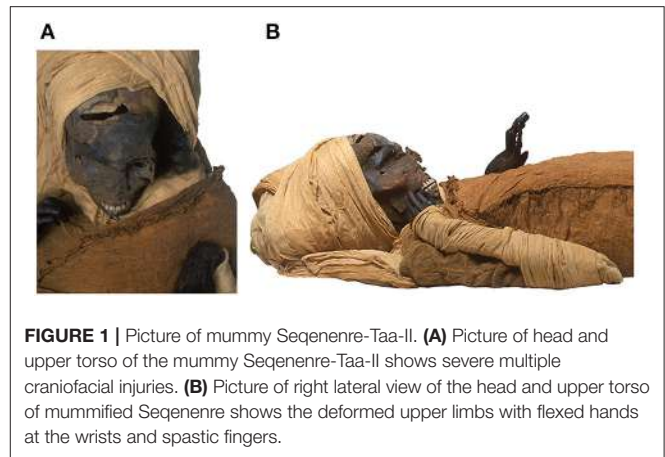 A
B
FIGURE 1 | Picture of mummy Seqenenre-Taa-II. (A) Picture of head and
upper torso of the mummy Seqenenre-Taa-II shows severe multiple
craniofacial injuries. (B) Picture of right lateral view of the head and upper torso
of mummified Seqenenre shows the deformed upper limbs with flexed hands
at the wrists and spastic fingers.